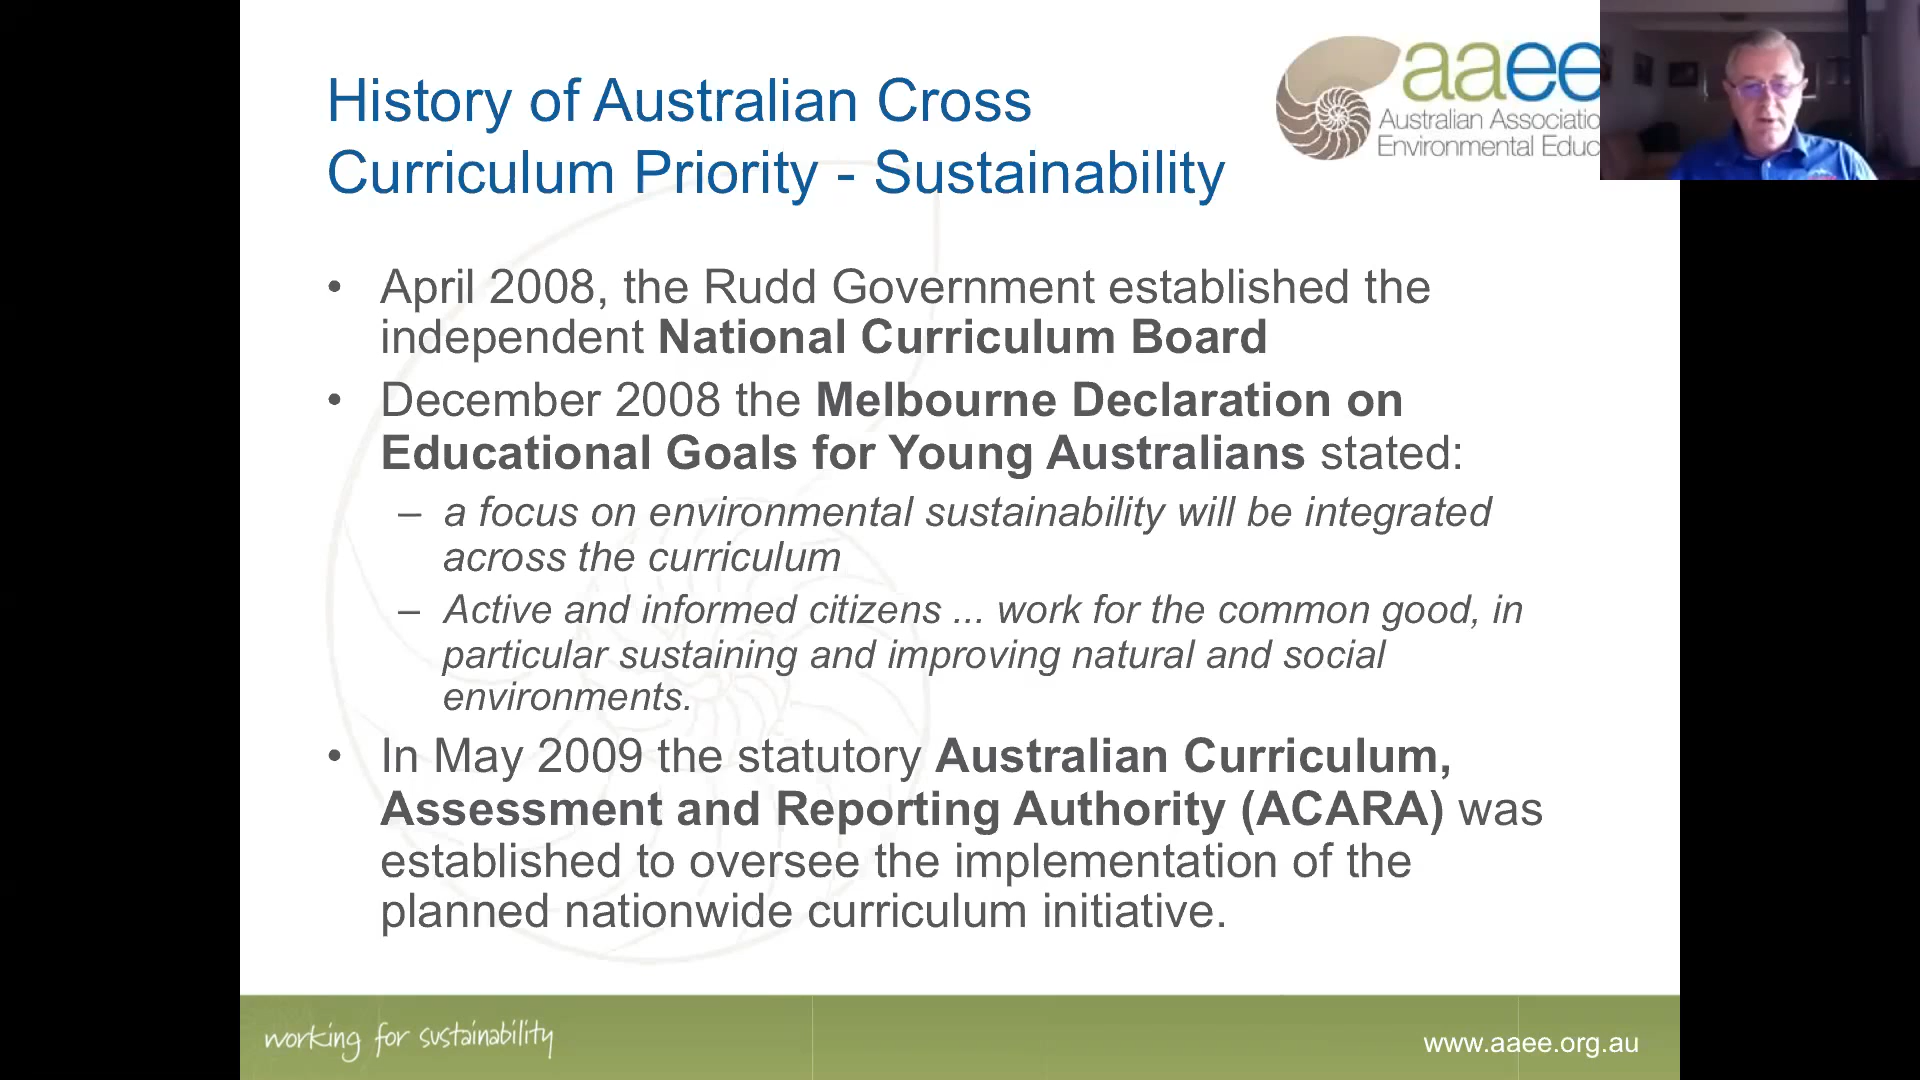 History of Australian Cross
Curriculum Priority - Sustainability
aaee
Australian Associatio
Environmental Educ
• April 2008, the Rudd Government established the
independent National Curriculum Board
• December 2008 the Melbourne Declaration on
Educational Goals for Young Australians stated:
– a focus on environmental sustainability will be integrated
across the curriculum
– Active and informed citizens ... work for the common good, in
particular sustaining and improving natural and social
environments.
• In May 2009 the statutory Australian Curriculum,
Assessment and Reporting Authority (ACARA) was
established to oversee the implementation of the
planned nationwide curriculum initiative.
working for sustainability
www.aaee.org.au